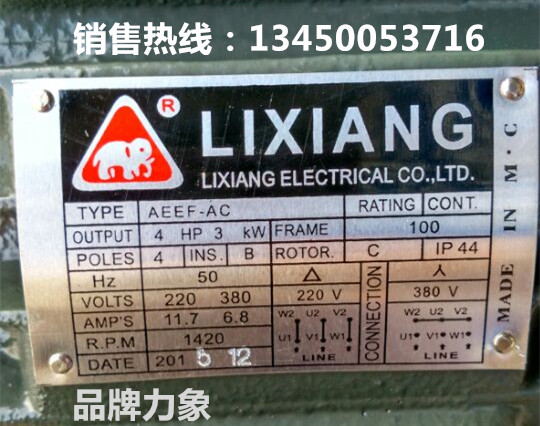 销售热线：13450053716
® LIXIANG
LIXIANG ELECTRICAL CO.,LTD.
TYPE AEEF-AC RATING CONT.
OUTPUT 4 HP 3 kW FRAME 100
POLES 4 INS. B ROTOR. C IP 44
Hz 50 △ CONNECTION 人
VOLTS 220 380 220 V 380 V
AMP'S 11.7 6.8 W2 U2 V2 W2 U2 V2
R.P.M 1420 U1 V1 W1 U1 V1 W1
DATE 2015 12 LINE LINE
MADE IN M·C
品牌力象